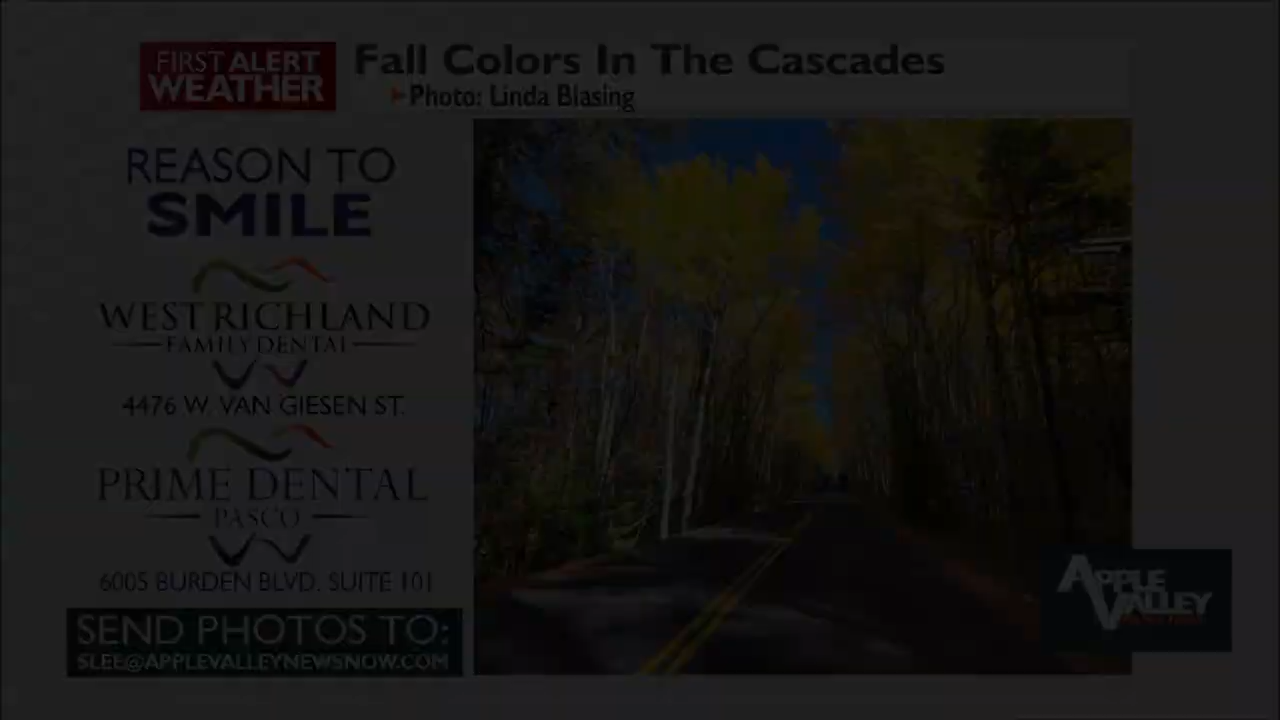 FIRST ALERT
WEATHER
Fall Colors In The Cascades
Photo: Linda Blasing
REASON TO
SMILE
WEST RICHLAND
FAMILY DENTAL
4476 W. VAN GIESEN ST.
PRIME DENTAL
PASCO
6005 BURDEN BLVD. SUITE 101
SEND PHOTOS TO:
SLEE@APPLEVALLEYNEWSNOW.COM
APPLE
VALLEY